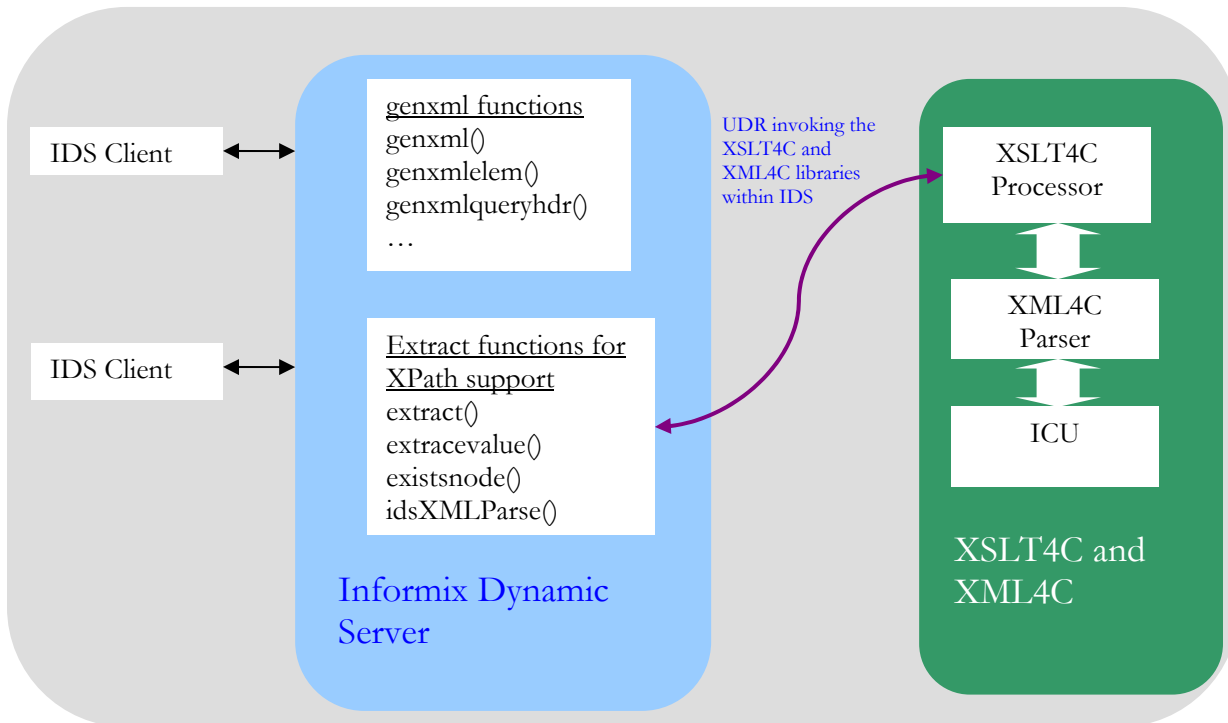 IDS Client
genxml functions
genxml()
genxmlelem()
genxmlqueryhdr()
…
IDS Client
Extract functions for
XPath support
extract()
extracevalue()
existsnode()
idsXMLParse()
Informix Dynamic
Server
UDR invoking the
XSLT4C and
XML4C libraries
within IDS
XSLT4C
Processor
XML4C
Parser
ICU
XSLT4C and
XML4C